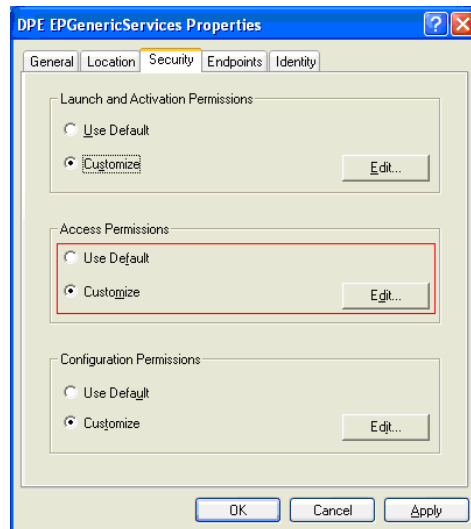 DPE EPGenericServices Properties
General Location Security Endpoints Identity
Launch and Activation Permissions
Use Default
Customize
Edit...
Access Permissions
Use Default
Customize
Edit...
Configuration Permissions
Use Default
Customize
Edit...
OK Cancel Apply